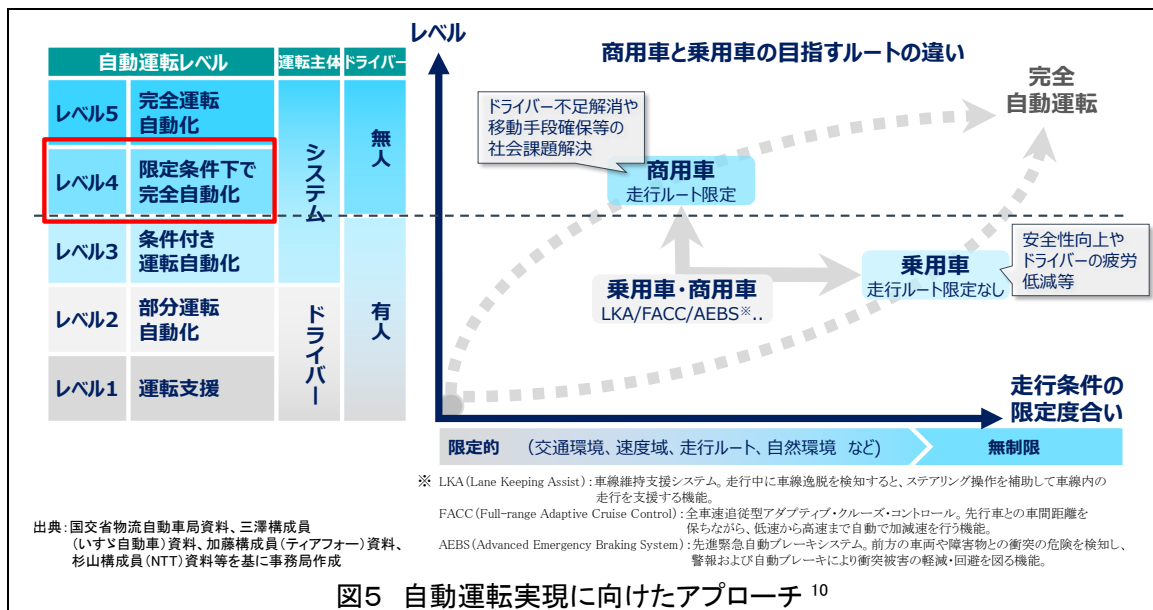 自動運転レベル 運転主体 ドライバー
レベル5 完全運転
自動化
レベル4 限定条件下で
完全自動化
レベル3 条件付き
運転自動化
レベル2 部分運転
自動化
レベル1 運転支援
システム
ドライバー
無人
有人
レベル
商用車と乗用車の目指すルートの違い
完全
自動運転
ドライバー不足解消や
移動手段確保等の
社会課題解決
商用車
走行ルート限定
安全性向上や
ドライバーの疲労
低減等
乗用車
走行ルート限定なし
乗用車・商用車
LKA/FACC/AEBS※..
走行条件の
限定度合い
限定的 (交通環境、速度域、走行ルート、自然環境 など) 無制限
※ LKA(Lane Keeping Assist):車線維持支援システム。走行中に車線逸脱を検知すると、ステアリング操作を補助して車線内の
走行を支援する機能。
FACC(Full-range Adaptive Cruise Control):全車速追従型アダプティブ・クルーズ・コントロール。先行車との車間距離を
保ちながら、低速から高速まで自動で加減速を行う機能。
AEBS(Advanced Emergency Braking System):先進緊急自動ブレーキシステム。前方の車両や障害物との衝突の危険を検知し、
警報および自動ブレーキにより衝突被害の軽減・回避を図る機能。
出典:国交省物流自動車局資料、三澤構成員
(いすゞ自動車)資料、加藤構成員(ティアフォー)資料、
杉山構成員(NTT)資料等を基に事務局作成
図5 自動運転実現に向けたアプローチ 10